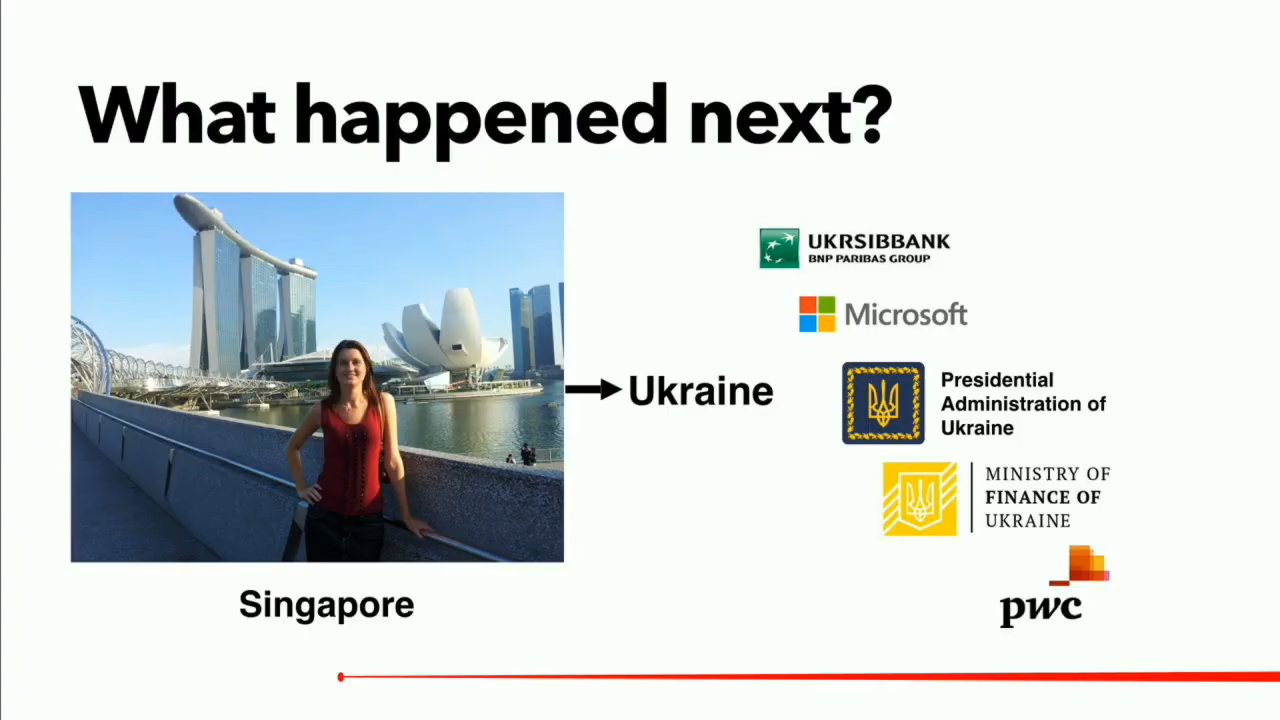 What happened next?
UKRSIBBANK
BNP PARIBAS GROUP
Microsoft
Ukraine
Presidential
Administration of
Ukraine
MINISTRY OF
FINANCE OF
UKRAINE
pwc
Singapore